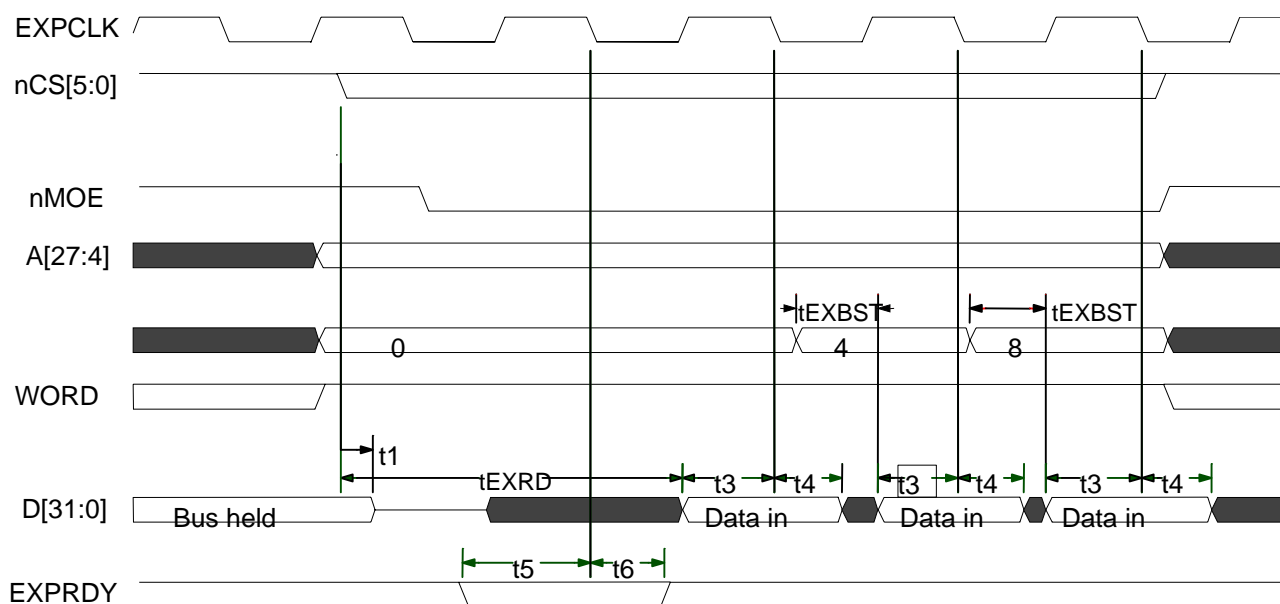 EXPCLK
nCS[5:0]
nMOE
A[27:4]
tEXBST
tEXBST
0
4
8
WORD
t1
tEXRD
t3
t4
t3
t4
t3
t4
D[31:0]
Bus held
Data in
Data in
Data in
t5
t6
EXPRDY